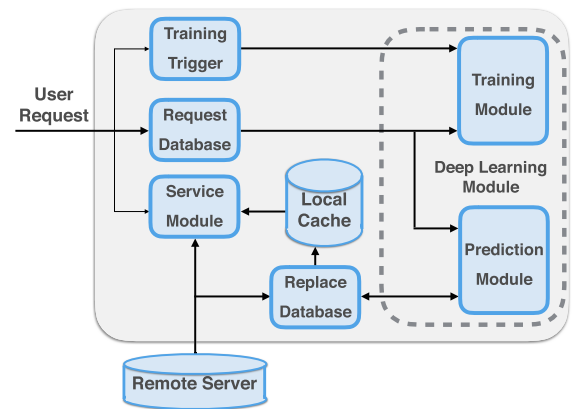 Training
Trigger
User
Request
Request
Database
Training
Module
Deep Learning
Module
Service
Module
Local
Cache
Prediction
Module
Replace
Database
Remote Server